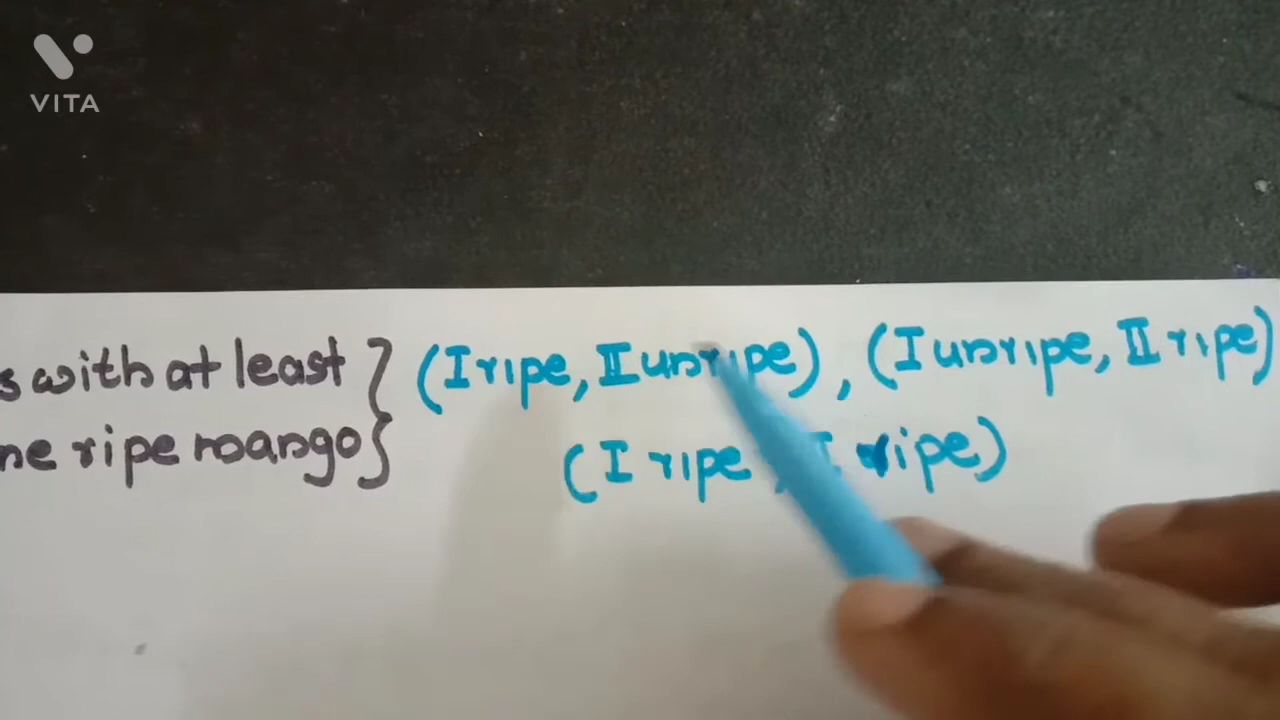 VITA
s with at least } (I ripe, II unripe), (I unripe, II ripe)
ne ripe mango } (I ripe, I ripe)